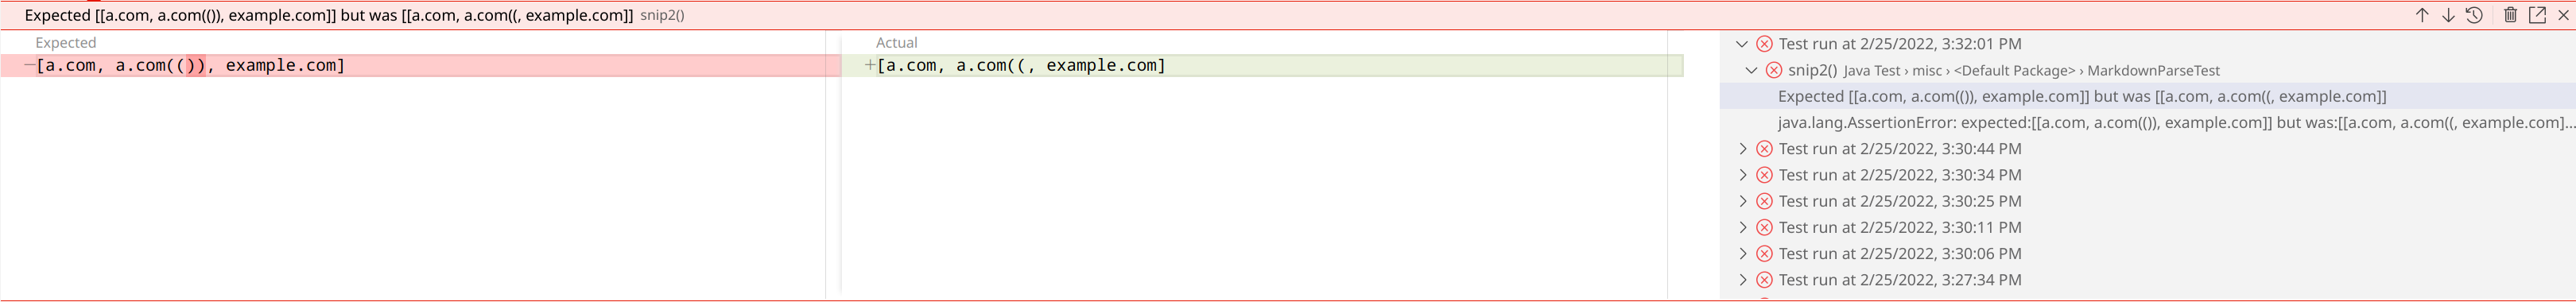 Expected [[a.com, a.com(()), example.com]] but was [[a.com, a.com((, example.com]] snip2()
Expected
−[a.com, a.com(()), example.com]
Actual
+[a.com, a.com((, example.com]
Test run at 2/25/2022, 3:32:01 PM
snip2() Java Test › misc › <Default Package> › MarkdownParseTest
Expected [[a.com, a.com(()), example.com]] but was [[a.com, a.com((, example.com]]
java.lang.AssertionError: expected:[[a.com, a.com(()), example.com]] but was:[[a.com, a.com((, example.com]...
Test run at 2/25/2022, 3:30:44 PM
Test run at 2/25/2022, 3:30:34 PM
Test run at 2/25/2022, 3:30:25 PM
Test run at 2/25/2022, 3:30:11 PM
Test run at 2/25/2022, 3:30:06 PM
Test run at 2/25/2022, 3:27:34 PM